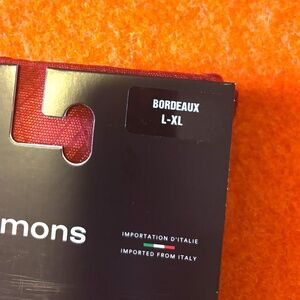 BORDEAUX
L-XL
mons
IMPORTATION D'ITALIE
IMPORTED FROM ITALY